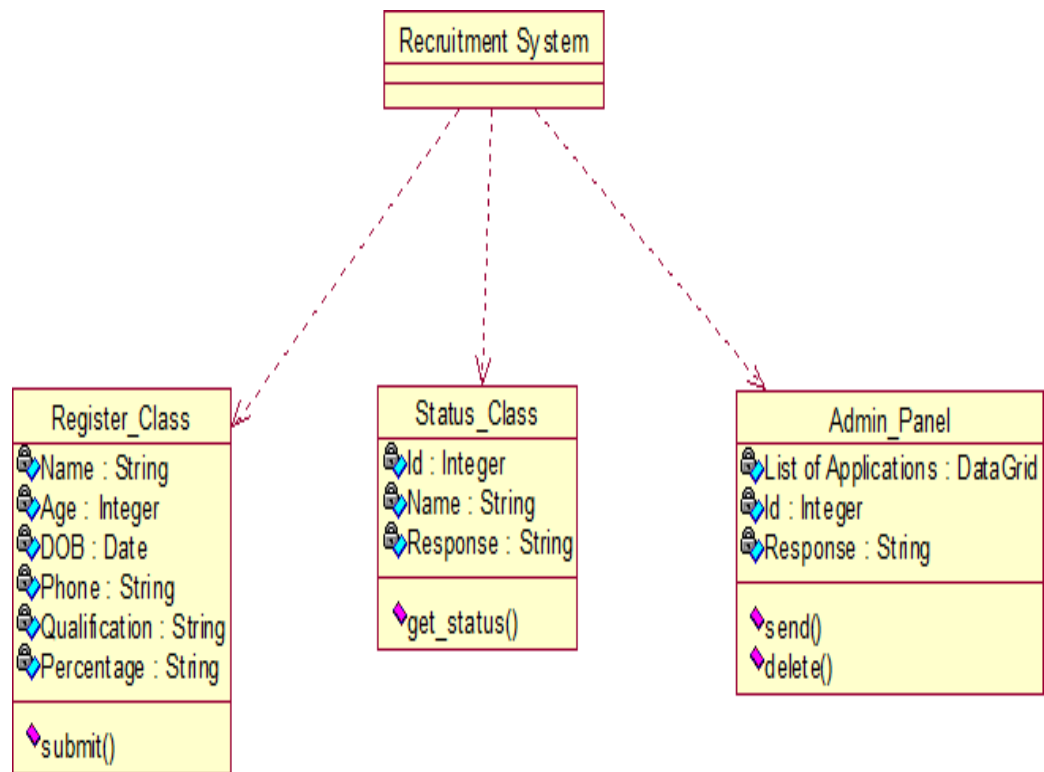 Recruitment System
Register_Class
Name : String
Age : Integer
DOB : Date
Phone : String
Qualification : String
Percentage : String
submit()
Status_Class
Id : Integer
Name : String
Response : String
get_status()
Admin_Panel
List of Applications : DataGrid
Id : Integer
Response : String
send()
delete()